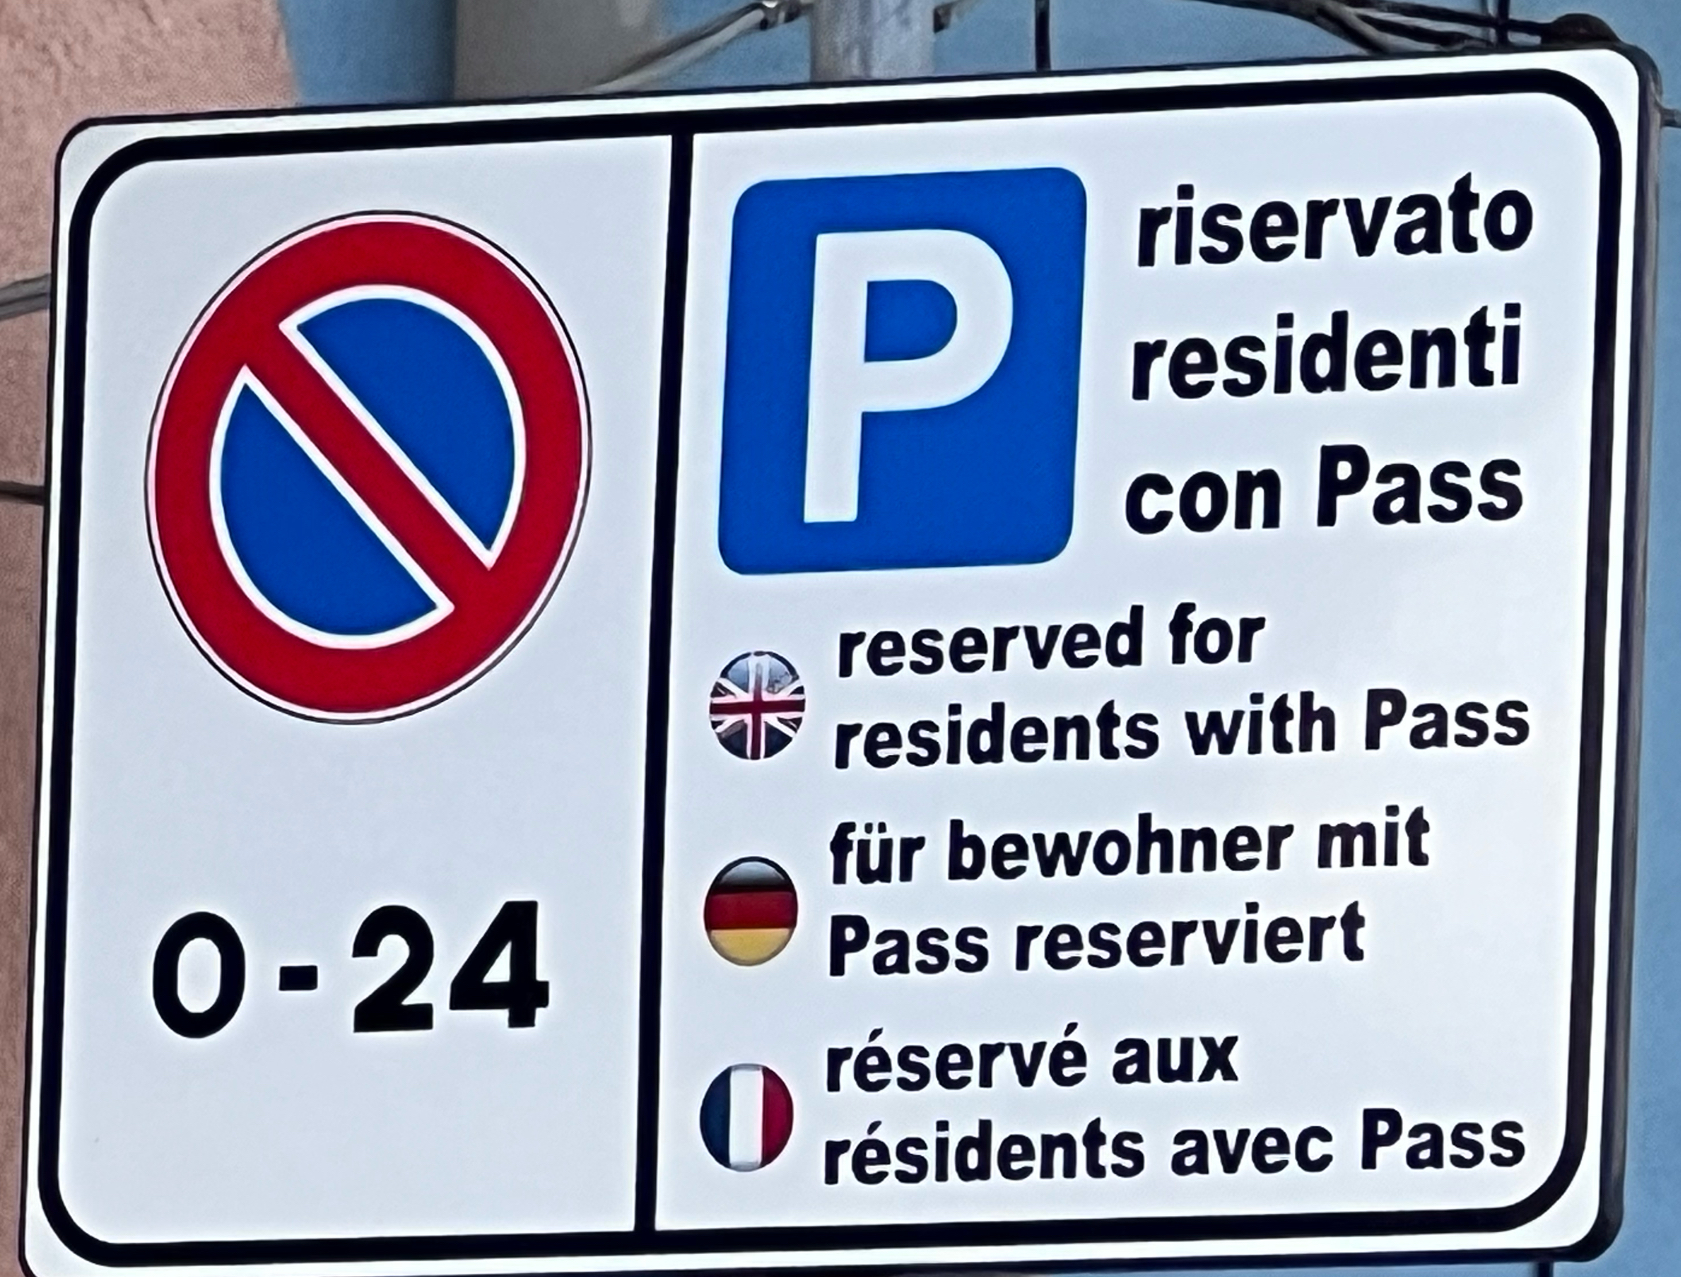 0-24
P
riservato
residenti
con Pass
reserved for
residents with Pass
für bewohner mit
Pass reserviert
réservé aux
résidents avec Pass